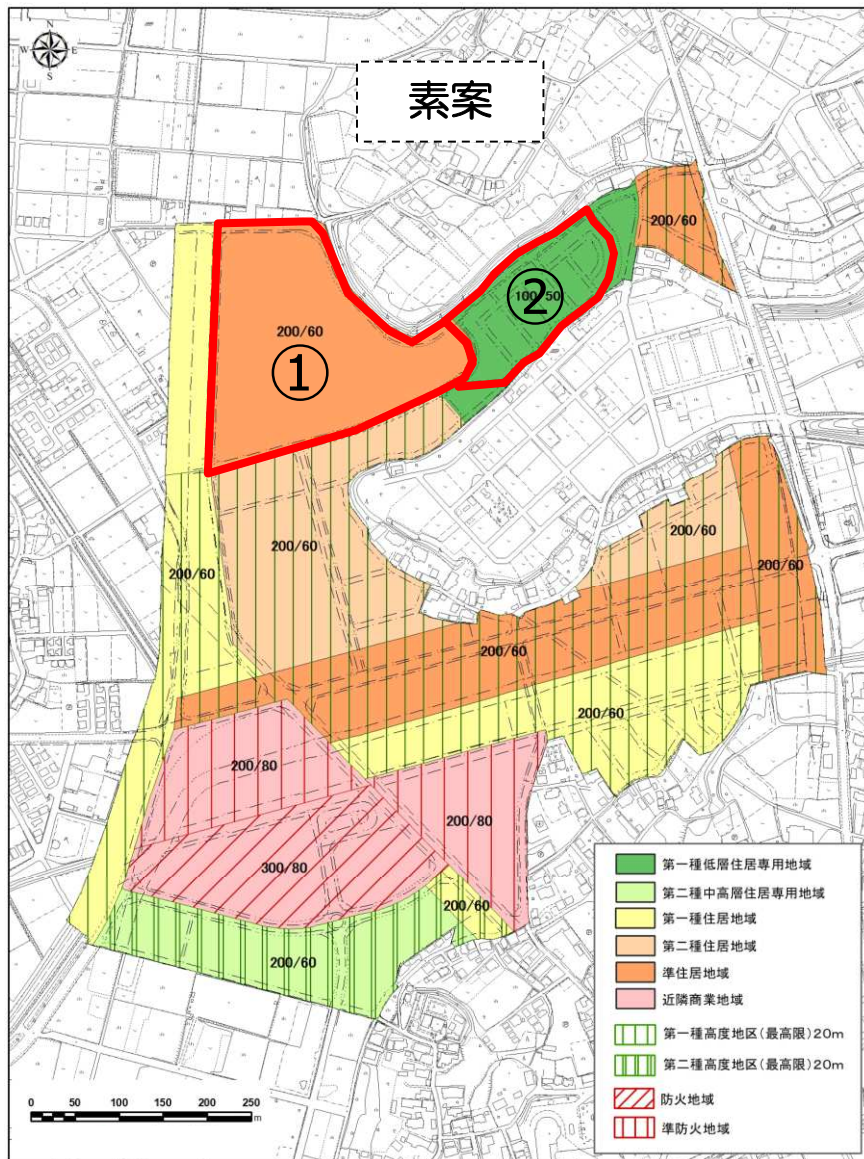 N
W E
S
素案
200/60
200/60
①
100/50
②
200/60
200/60
200/60
200/60
200/60
200/60
200/80
200/80
300/80
200/60
200/60
第一種低層住居専用地域
第二種中高層住居専用地域
第一種住居地域
第二種住居地域
準住居地域
近隣商業地域
第一種高度地区(最高限)20m
第二種高度地区(最高限)20m
防火地域
準防火地域
0 50 100 150 200 250
m